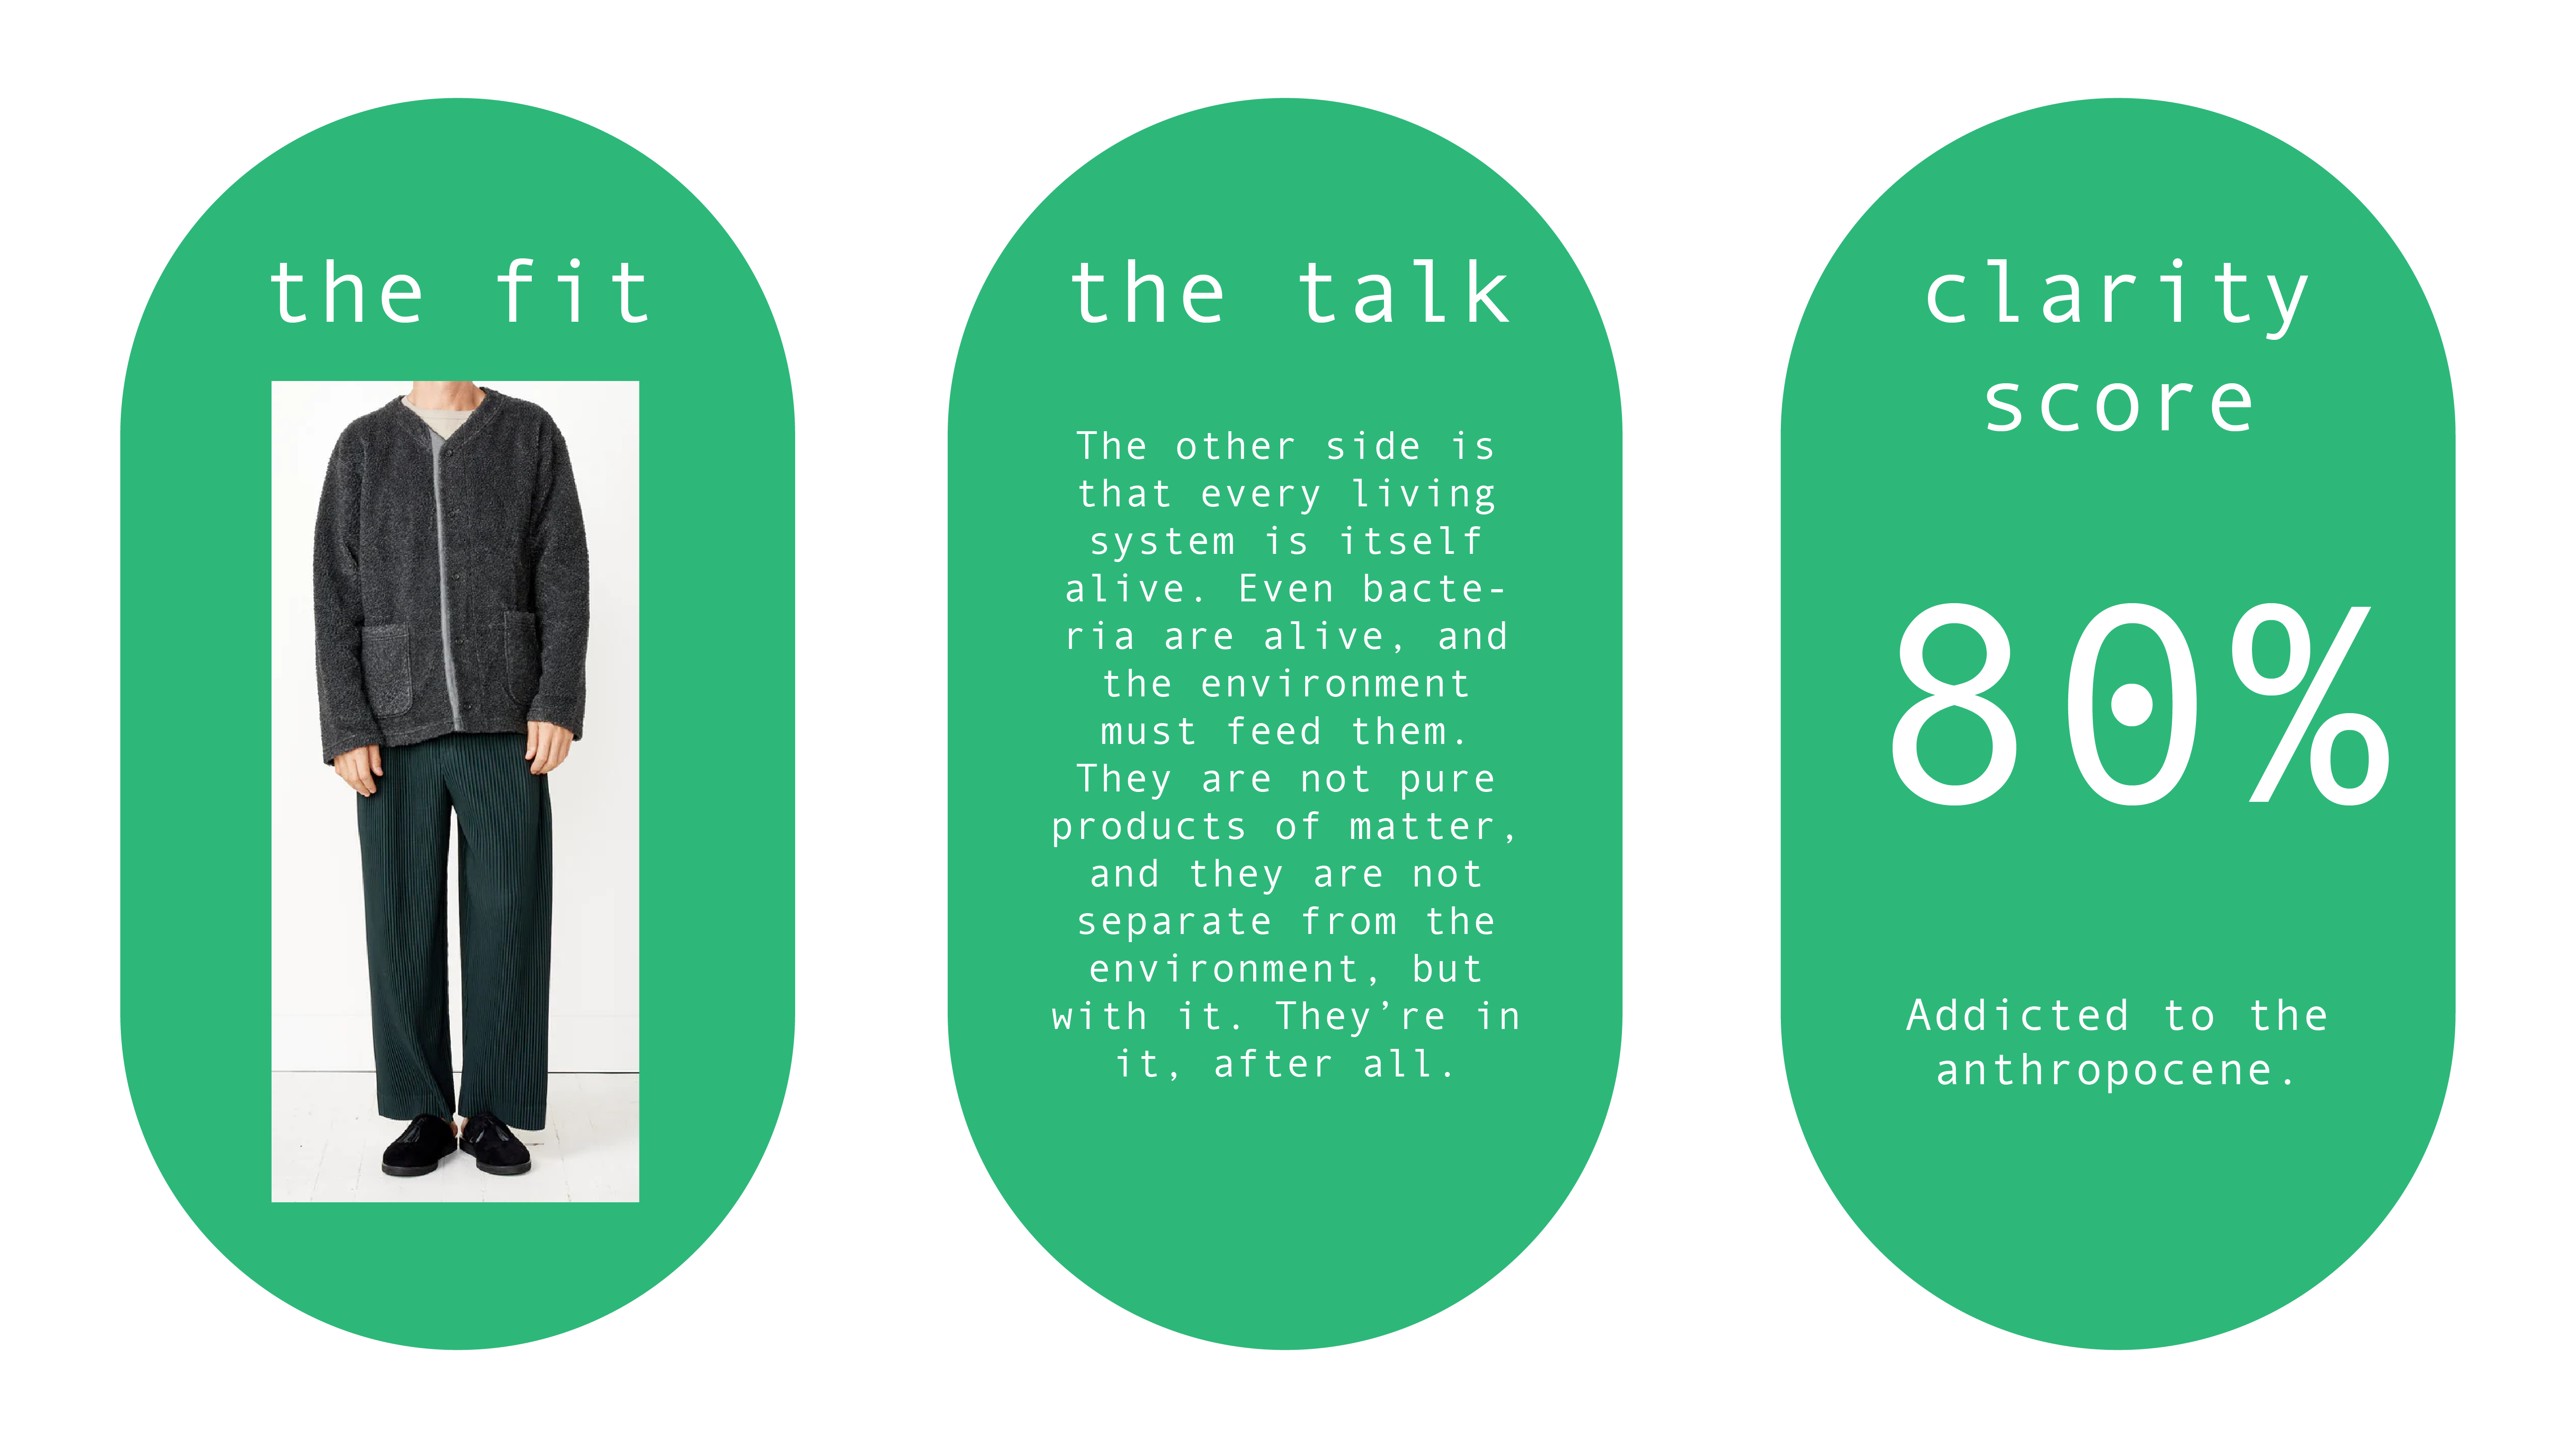 the fit
the talk
The other side is
that every living
system is itself
alive. Even bacte-
ria are alive, and
the environment
must feed them.
They are not pure
products of matter,
and they are not
separate from the
environment, but
with it. They’re in
it, after all.
clarity
score
80%
Addicted to the
anthropocene.